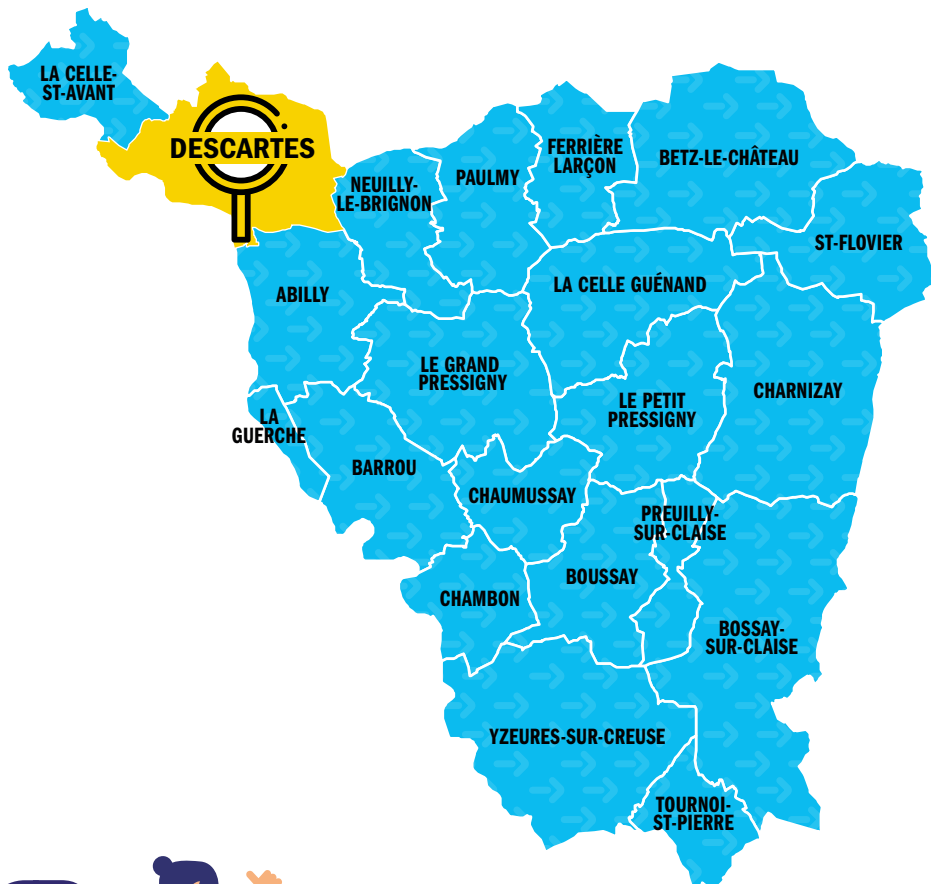 LA CELLE-
ST-AVANT
DESCARTES
NEUILLY-
LE-BRIGNON
PAULMY
FERRIÈRE
LARÇON
BETZ-LE-CHÂTEAU
ST-FLOVIER
ABILLY
LA CELLE GUÉNAND
LE GRAND
PRESSIGNY
LE PETIT
PRESSIGNY
CHARNIZAY
LA
GUERCHE
BARROU
CHAUMUSSAY
PREUILLY-
SUR-CLAISE
BOUSSAY
CHAMBON
BOSSAY-
SUR-CLAISE
YZEURES-SUR-CREUSE
TOURNOI-
ST-PIERRE